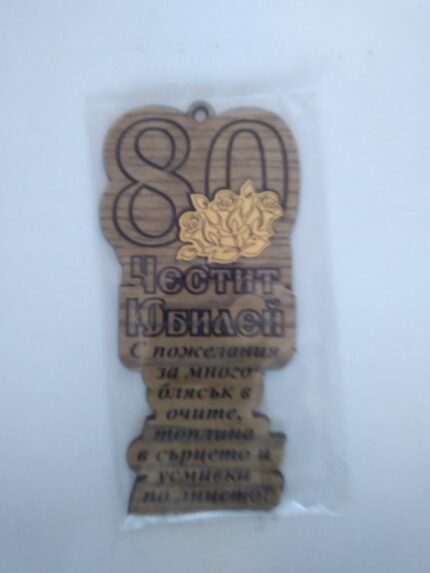 80
Честит
Юбилей
С пожелания
за много
блясък в
очите,
топлина
в сърцето и
усмивки
по лицето!